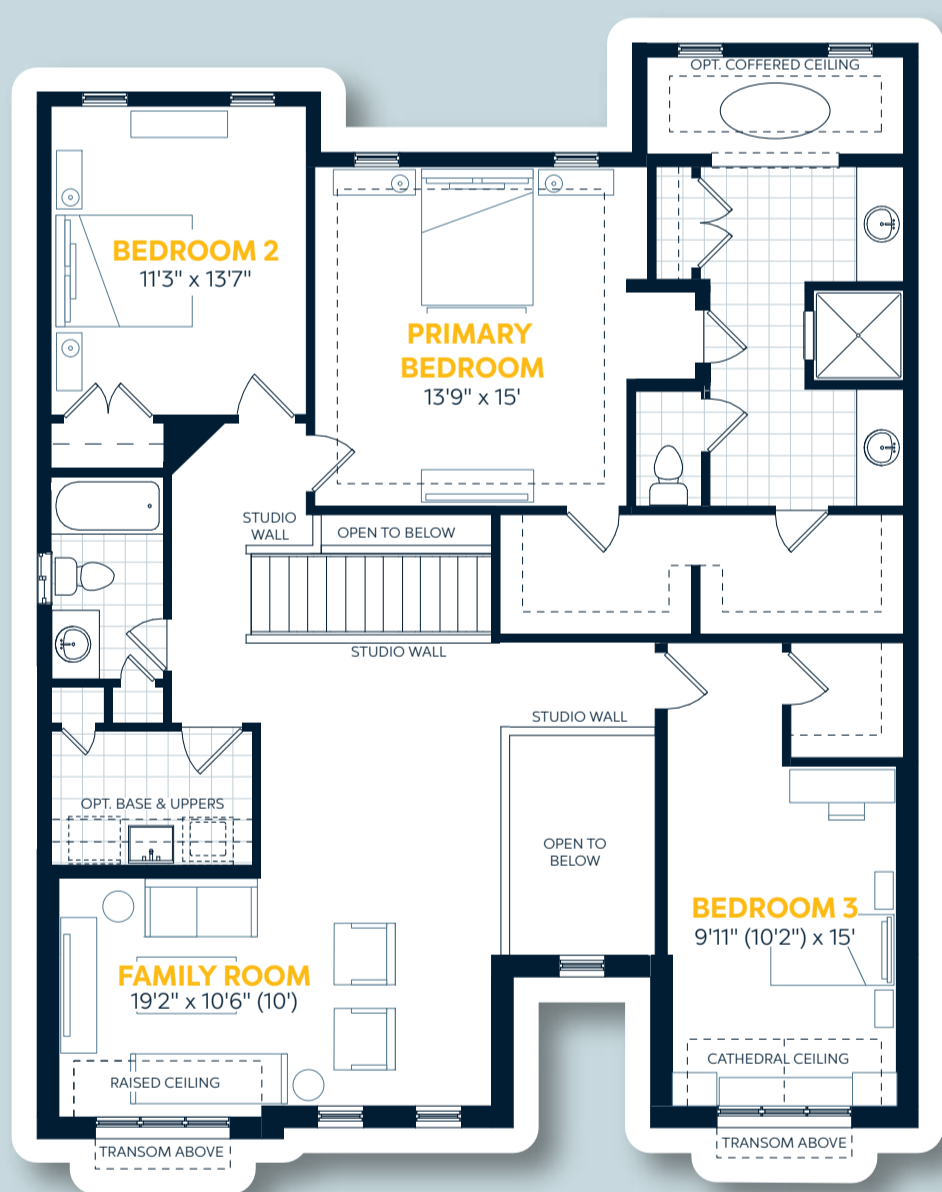 OPT. COFFERED CEILING
BEDROOM 2
11'3" x 13'7"
PRIMARY
BEDROOM
13'9" x 15'
STUDIO
WALL
OPEN TO BELOW
STUDIO WALL
STUDIO WALL
OPT. BASE & UPPERS
OPEN TO
BELOW
BEDROOM 3
9'11" (10'2") x 15'
FAMILY ROOM
19'2" x 10'6" (10')
CATHEDRAL CEILING
RAISED CEILING
TRANSOM ABOVE
TRANSOM ABOVE